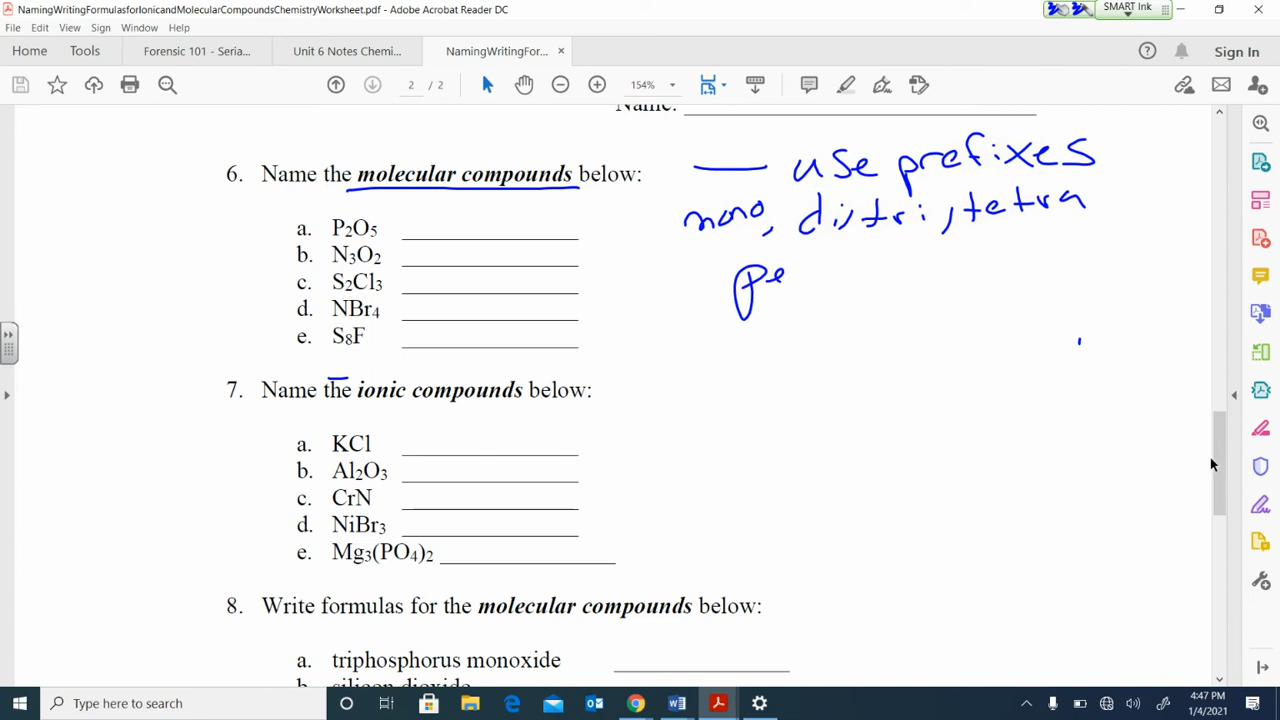 NamingWritingFormulasforIonicandMolecularCompoundsChemistryWorksheet.pdf - Adobe Acrobat Reader DC
SMART Ink
File Edit View Sign Window Help
Home Tools Forensic 101 - Seria... Unit 6 Notes Chemi... NamingWritingFor... × Sign In
2 / 2 154%
Name:
6. Name the molecular compounds below:
use prefixes
mono, di, tri, tetra
pe
a. P₂O₅
b. N₃O₂
c. S₂Cl₃
d. NBr₄
e. S₈F
7. Name the ionic compounds below:
a. KCl
b. Al₂O₃
c. CrN
d. NiBr₃
e. Mg₃(PO₄)₂
8. Write formulas for the molecular compounds below:
a. triphosphorus monoxide
b. silicon dioxide
Type here to search
4:47 PM
1/4/2021